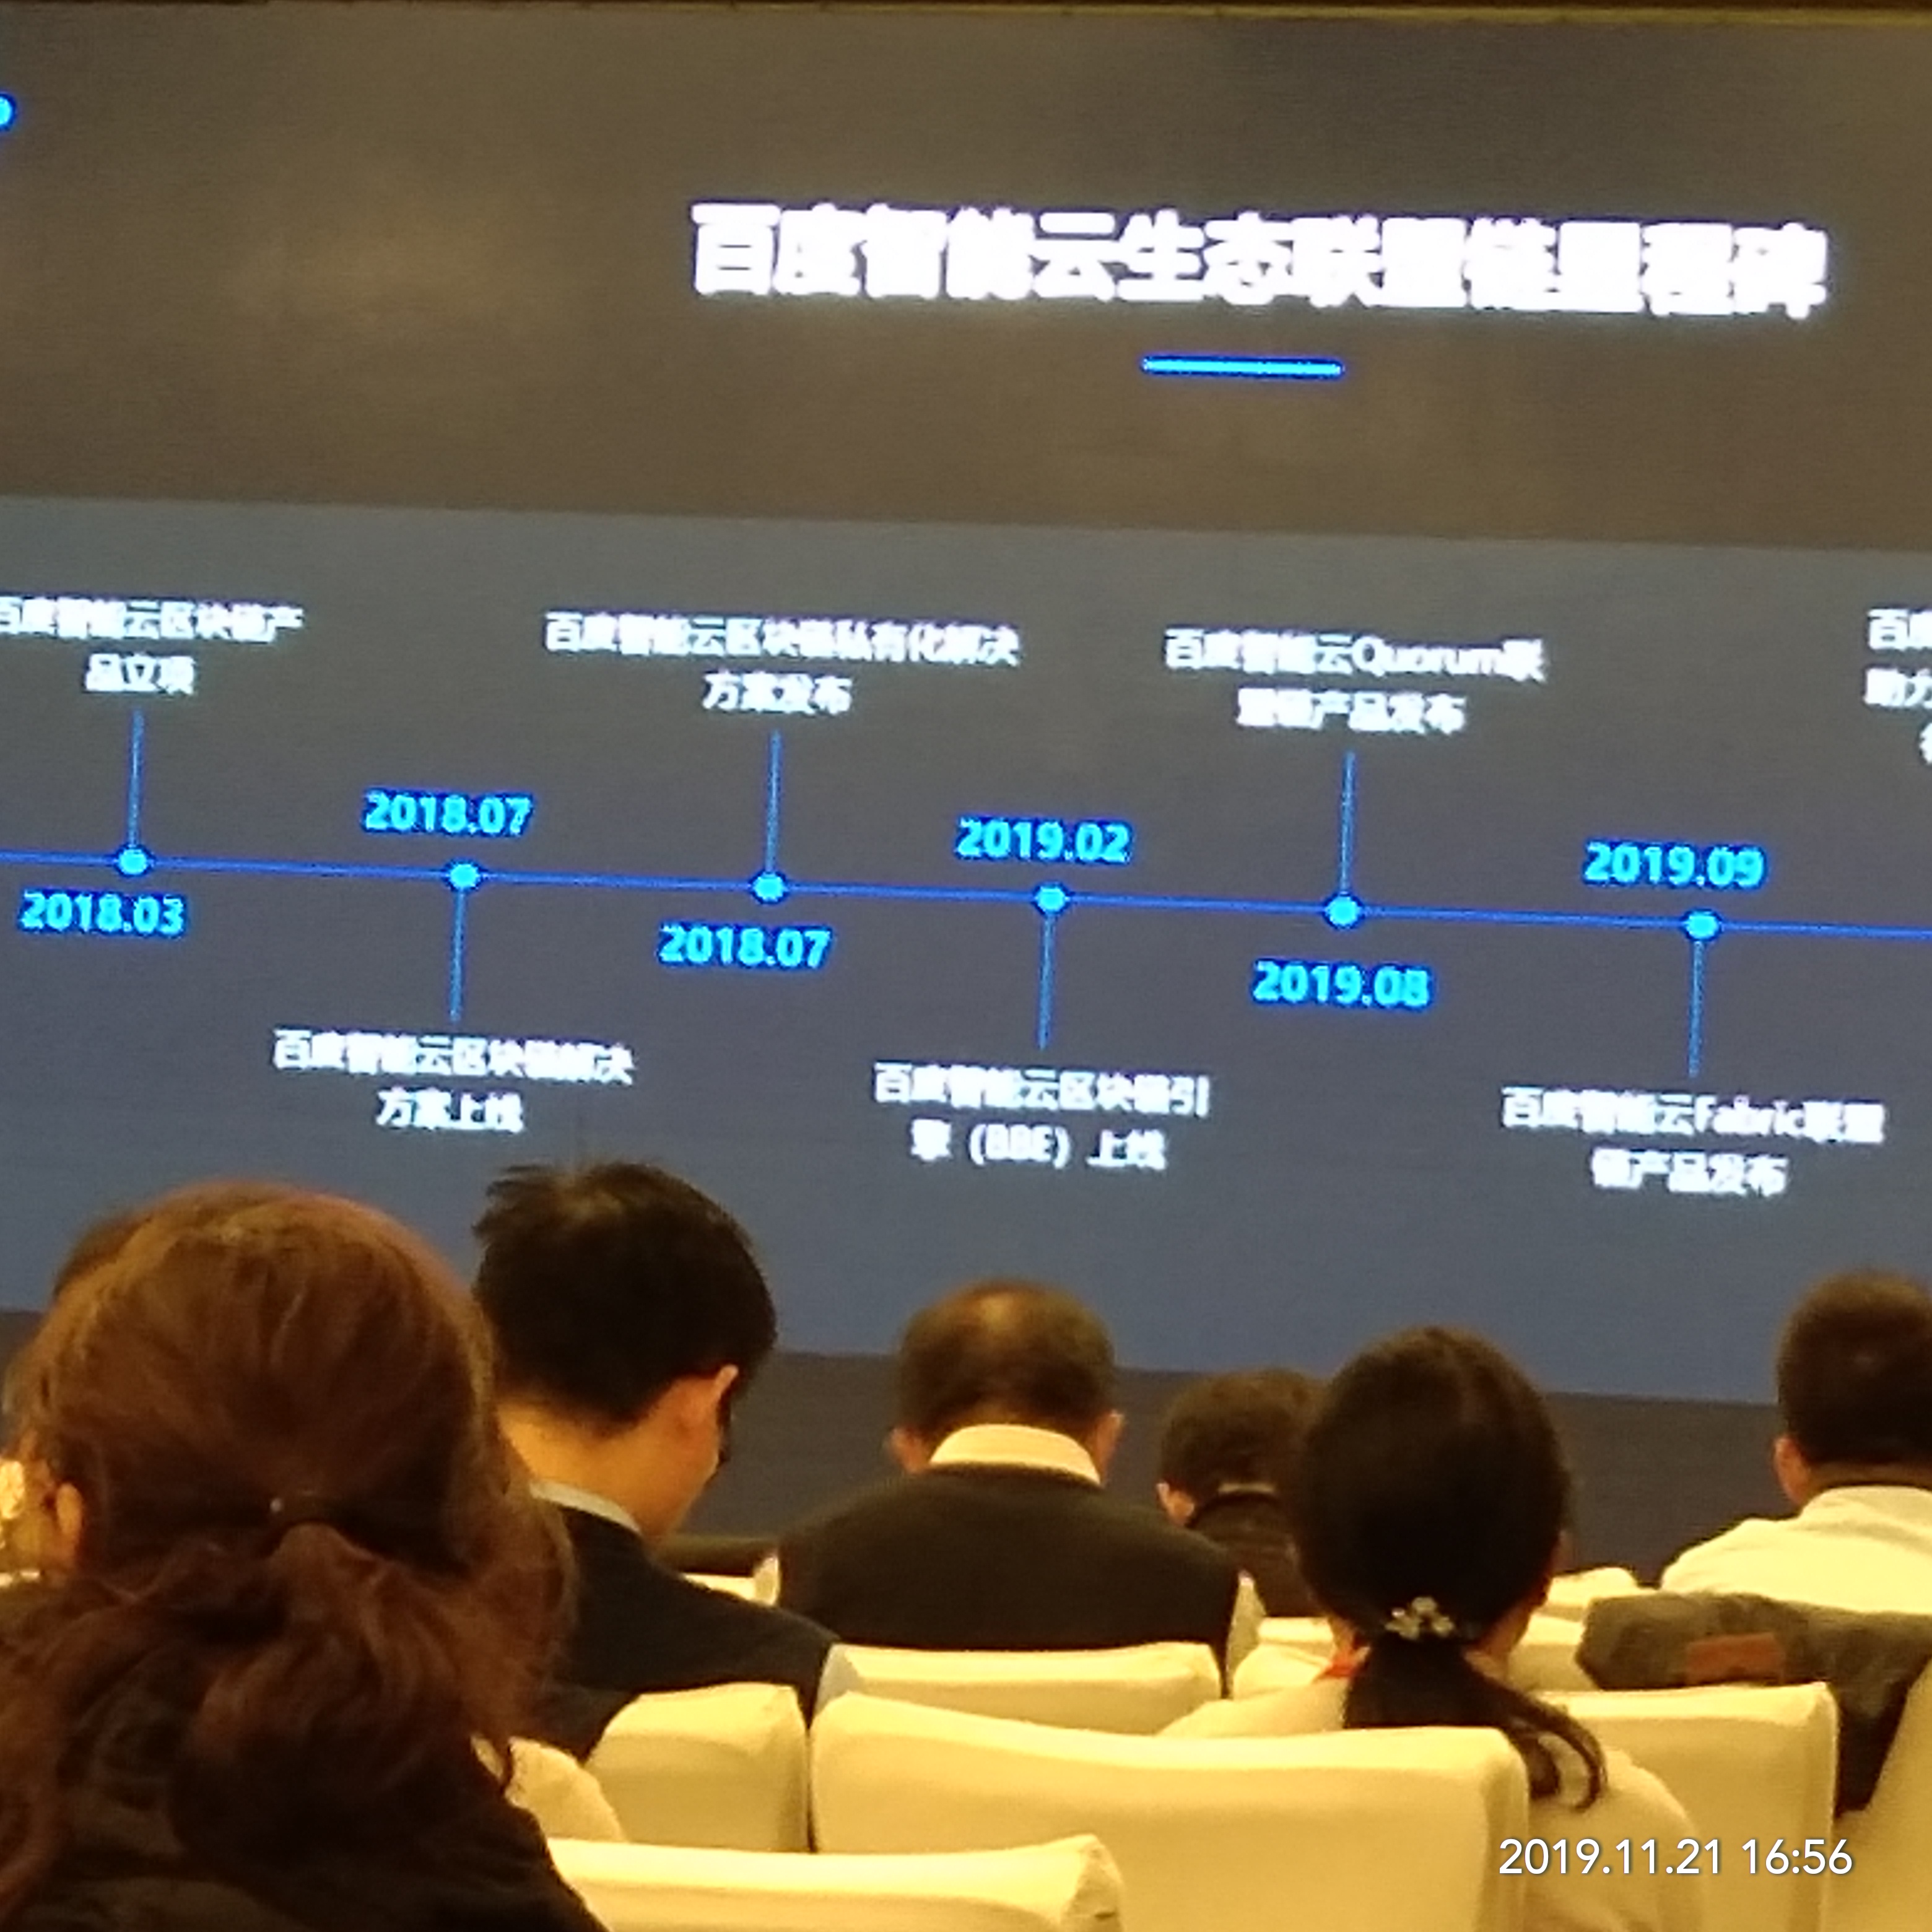 百度智能云生态联盟链里程碑
百度智能云区块链产
品立项
2018.03
2018.07
百度智能云区块链解决
方案上线
百度智能云区块链私有化解决
方案发布
2018.07
2019.02
百度智能云区块链引
擎（BBE）上线
百度智能云Quorum联
盟链产品发布
2019.08
2019.09
百度智能云Fabric联盟
链产品发布
百度
助力
2019.11.21 16:56